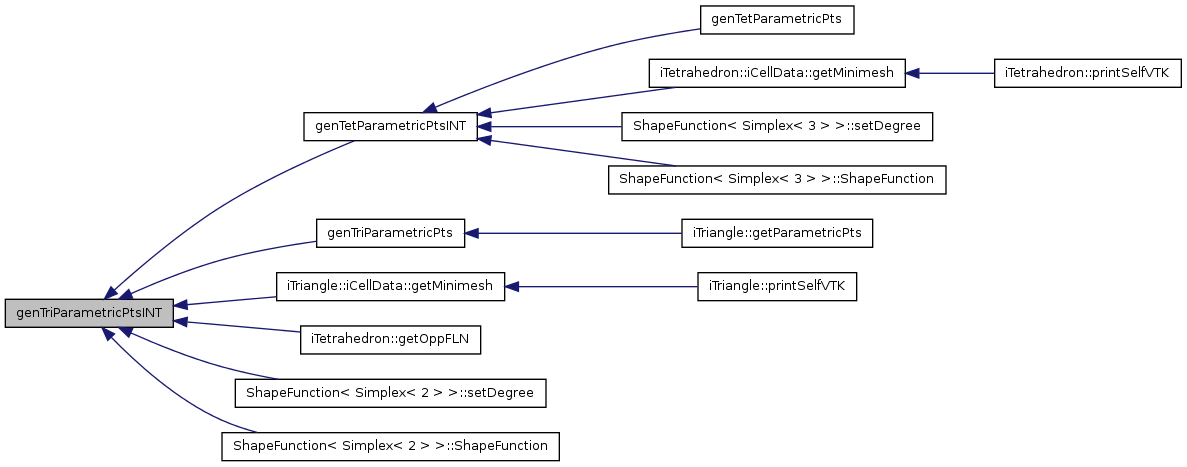 genTetParametricPts
iTetrahedron::iCellData::getMinimesh
iTetrahedron::printSelfVTK
genTetParametricPtsINT
ShapeFunction< Simplex< 3 > >::setDegree
ShapeFunction< Simplex< 3 > >::ShapeFunction
genTriParametricPts
iTriangle::getParametricPts
iTriangle::iCellData::getMinimesh
iTriangle::printSelfVTK
genTriParametricPtsINT
iTetrahedron::getOppFLN
ShapeFunction< Simplex< 2 > >::setDegree
ShapeFunction< Simplex< 2 > >::ShapeFunction